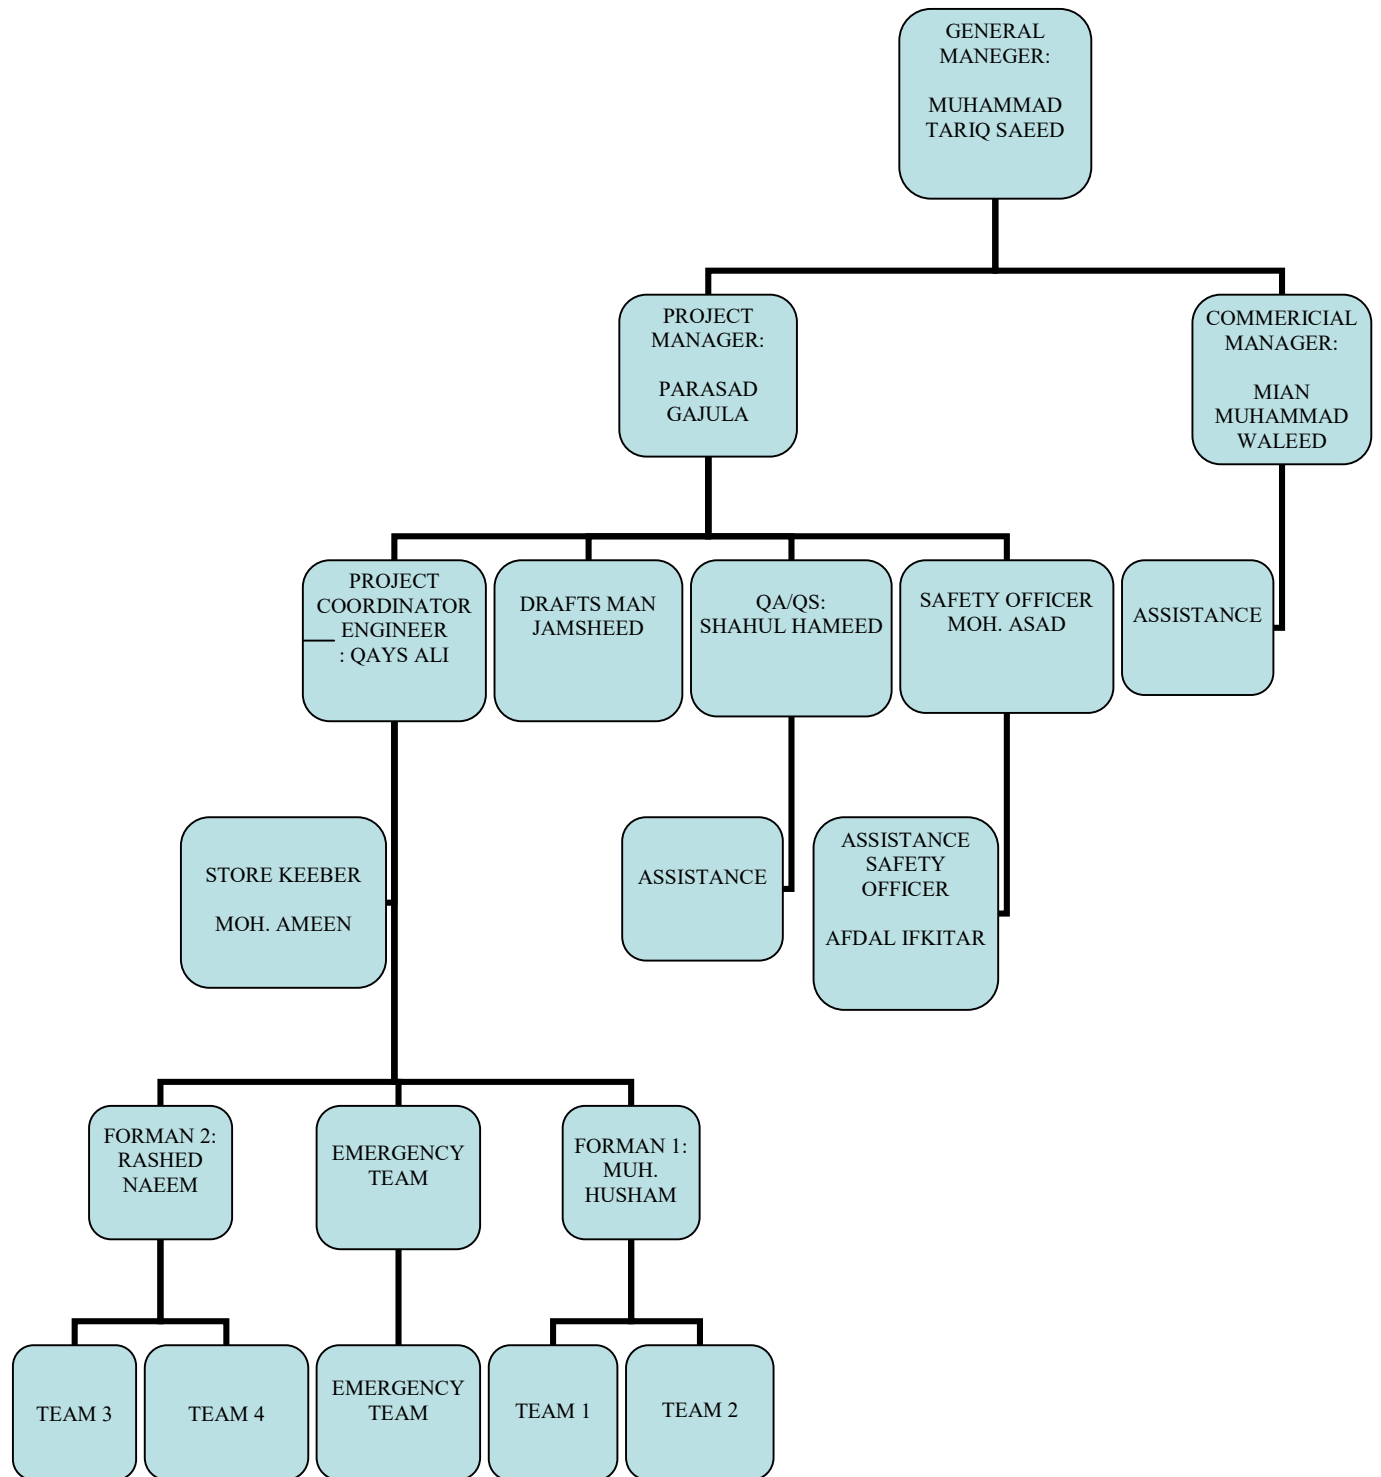 GENERAL
MANEGER:
MUHAMMAD
TARIQ SAEED
PROJECT
MANAGER:
PARASAD
GAJULA
COMMERICIAL
MANAGER:
MIAN
MUHAMMAD
WALEED
PROJECT
COORDINATOR
ENGINEER
: QAYS ALI
DRAFTS MAN
JAMSHEED
QA/QS:
SHAHUL HAMEED
SAFETY OFFICER
MOH. ASAD
ASSISTANCE
STORE KEEBER
MOH. AMEEN
ASSISTANCE
ASSISTANCE
SAFETY
OFFICER
AFDAL IFKITAR
FORMAN 2:
RASHED
NAEEM
EMERGENCY
TEAM
FORMAN 1:
MUH.
HUSHAM
TEAM 3
TEAM 4
EMERGENCY
TEAM
TEAM 1
TEAM 2